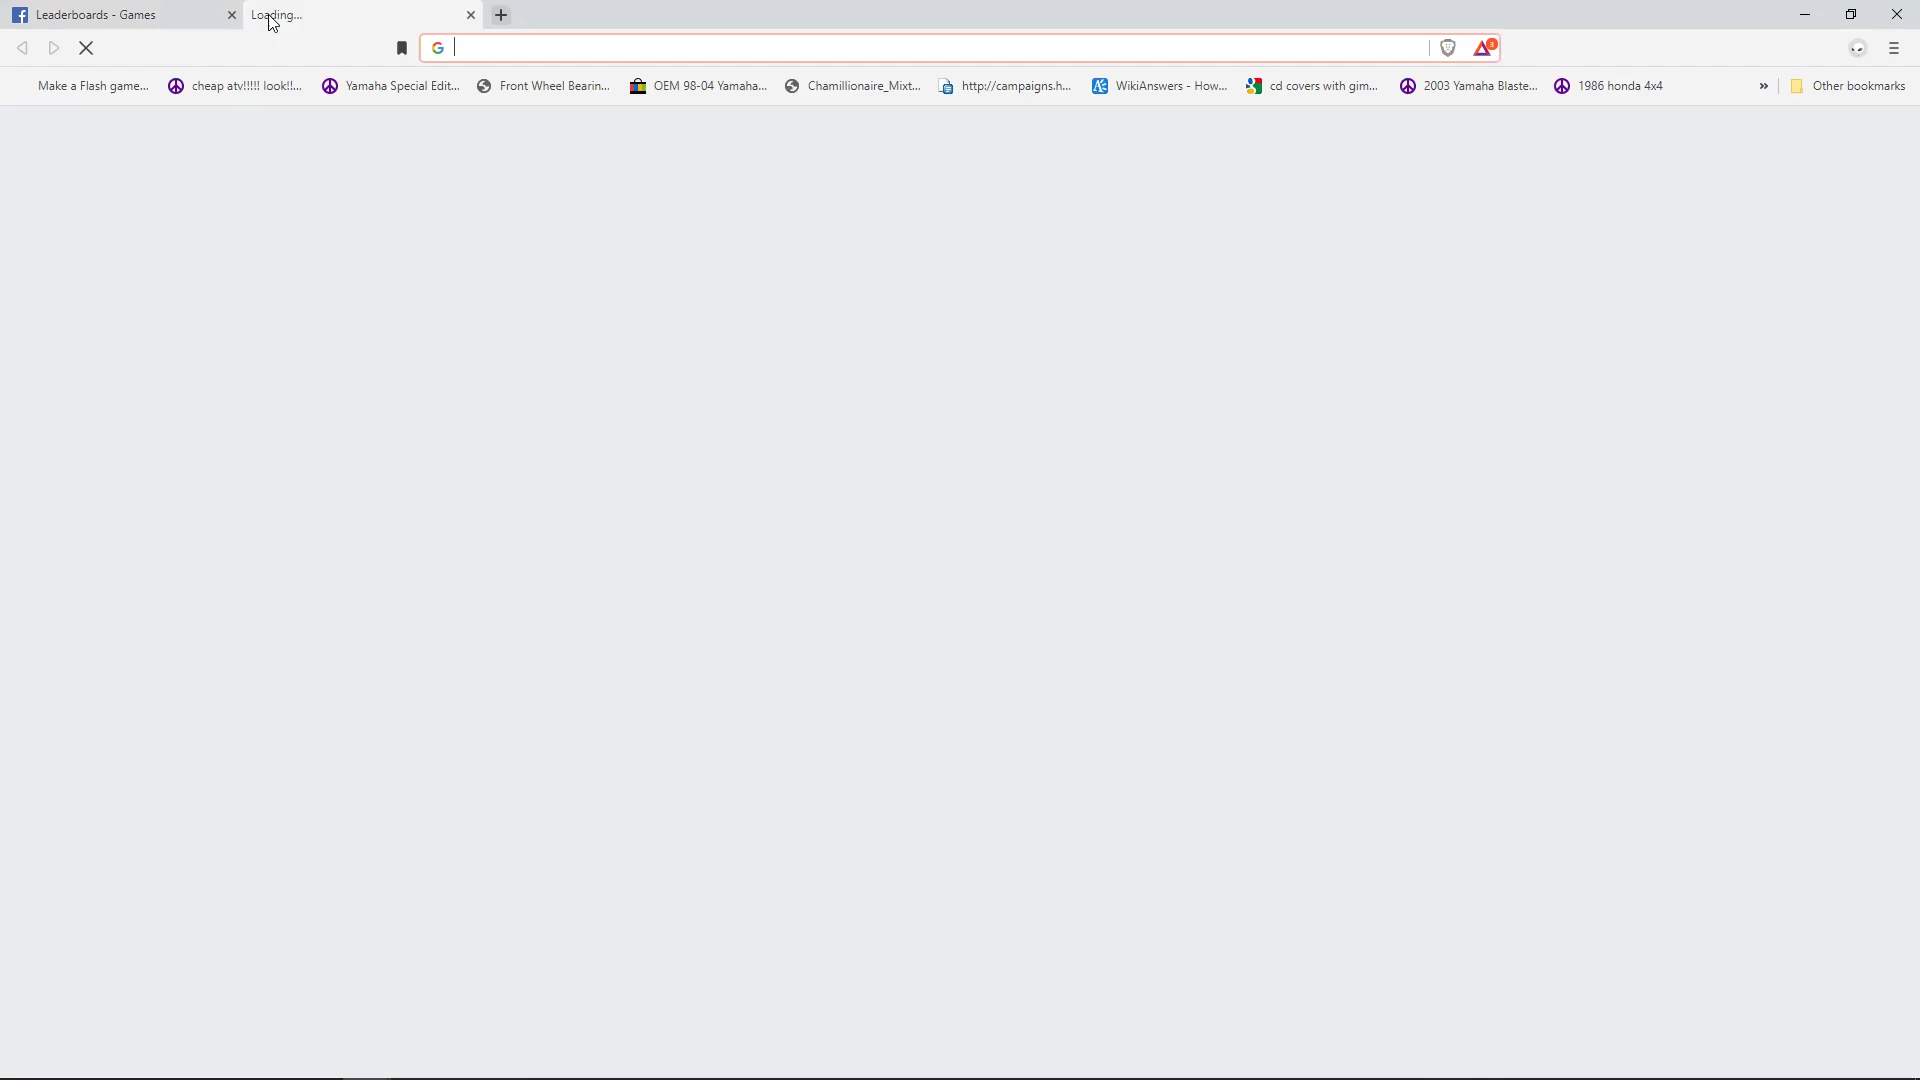 Leaderboards - Games
Loading...
3
Make a Flash game... cheap atv!!!!! look!!... Yamaha Special Edit... Front Wheel Bearin... OEM 98-04 Yamaha... Chamillionaire_Mixt... http://campaigns.h... WikiAnswers - How... cd covers with gim... 2003 Yamaha Blaste... 1986 honda 4x4 » Other bookmarks